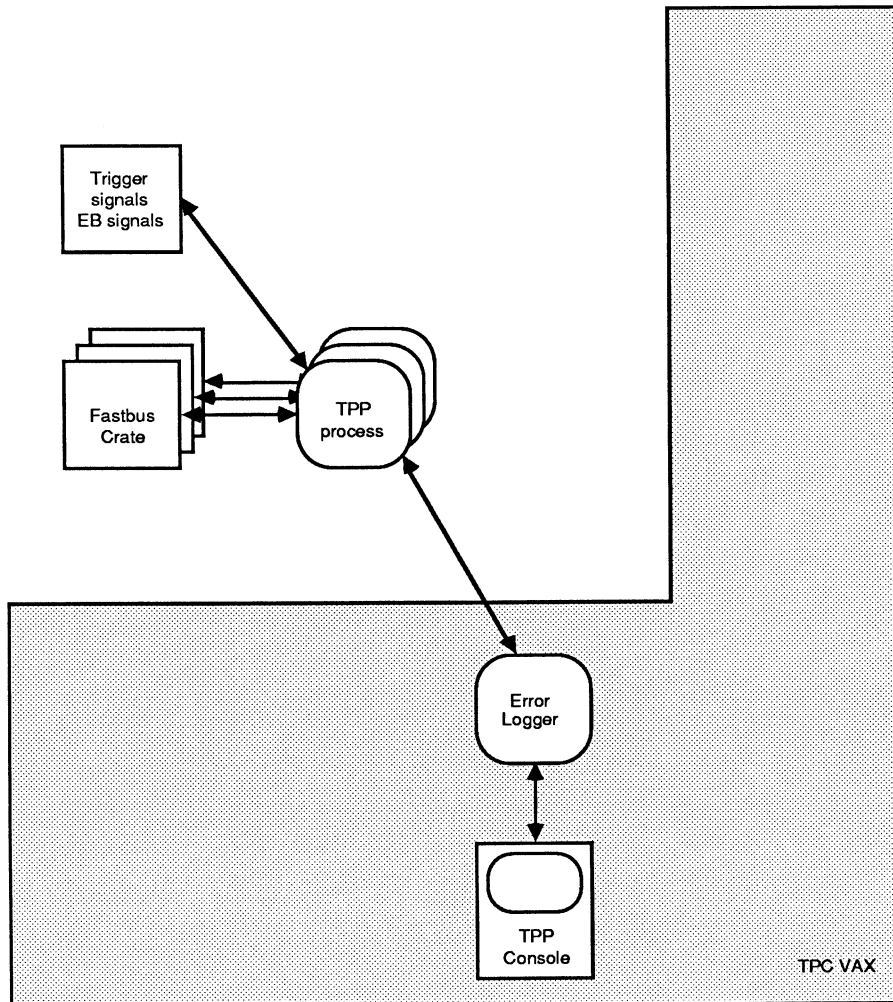 Trigger
signals
EB signals
Fastbus
Crate
TPP
process
Error
Logger
TPP
Console
TPC VAX